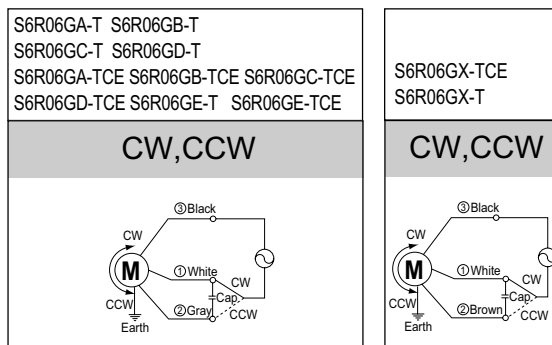 S6R06GA-T S6R06GB-T
S6R06GC-T S6R06GD-T
S6R06GA-TCE S6R06GB-TCE S6R06GC-TCE
S6R06GD-TCE S6R06GE-T S6R06GE-TCE
CW,CCW
③Black
CW
M
①White
CW
Cap.
CCW
②Gray
CCW
Earth
S6R06GX-TCE
S6R06GX-T
CW,CCW
③Black
CW
M
①White
CW
Cap.
CCW
②Brown
CCW
Earth